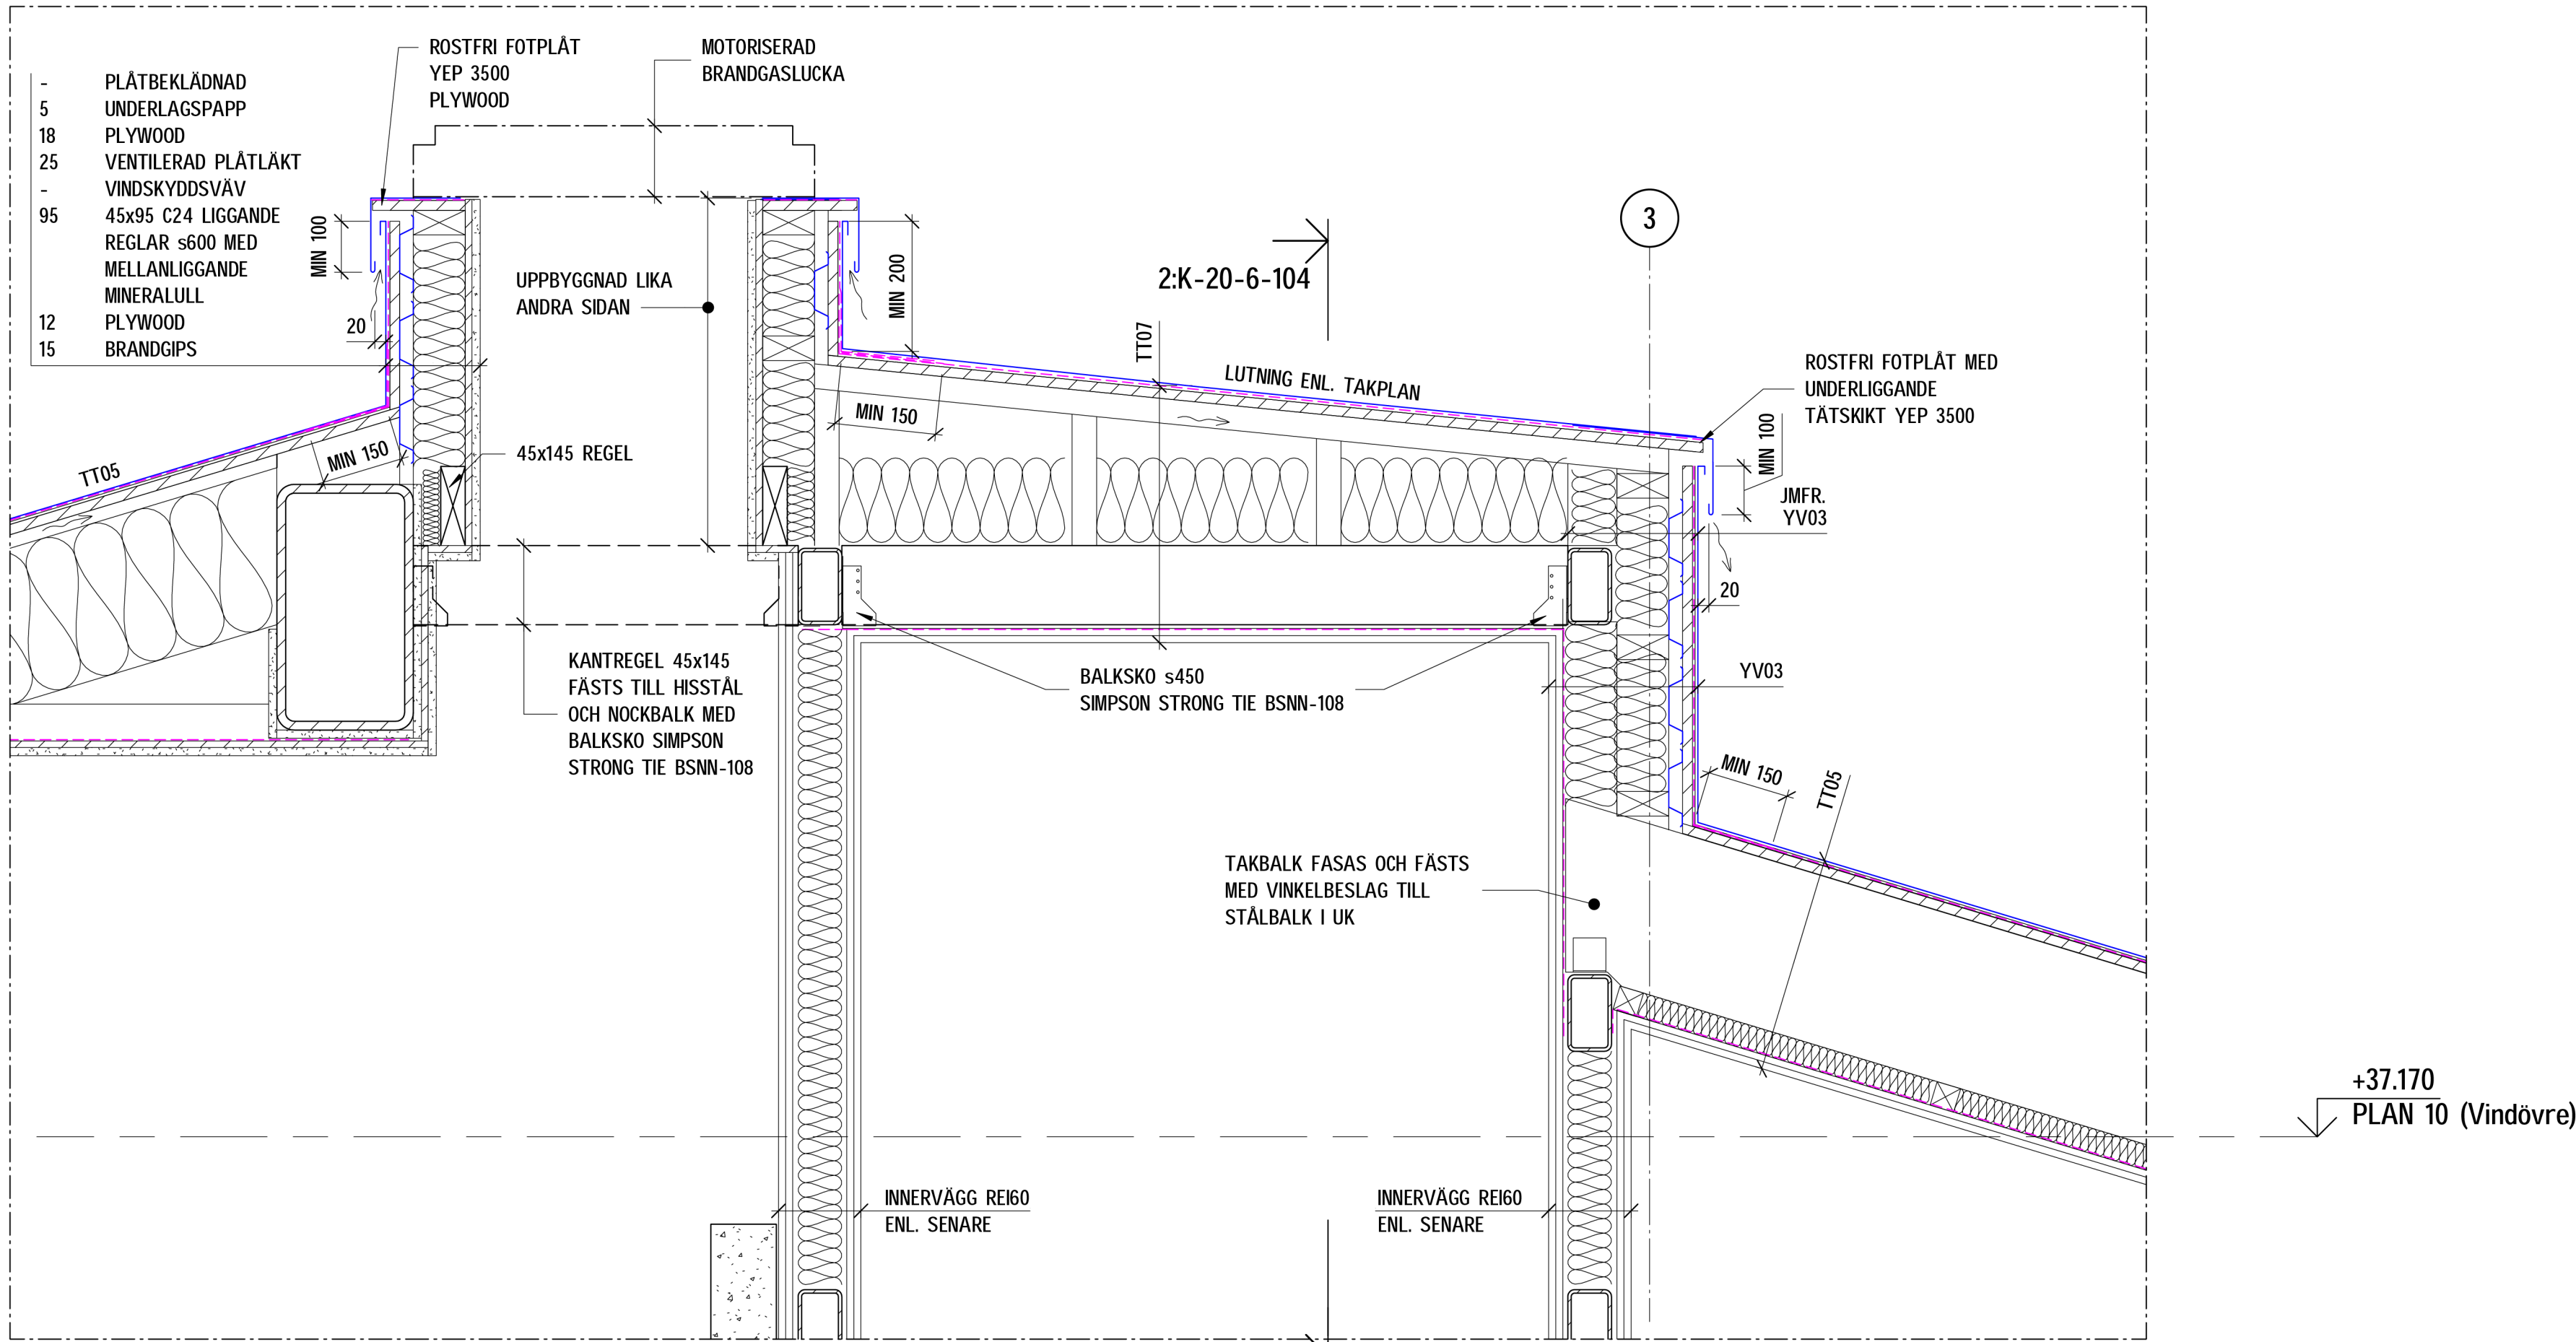 ROSTFRI FOTPLÅT
YEP 3500
PLYWOOD
MOTORISERAD
BRANDGASLUCKA
- PLÅTBEKLÄDNAD
5 UNDERLAGSPAPP
18 PLYWOOD
25 VENTILERAD PLÅTLÄKT
- VINDSKYDDSVÄV
95 45x95 C24 LIGGANDE
REGLAR s600 MED
MELLANLIGGANDE
MINERALULL
12 PLYWOOD
15 BRANDGIPS
MIN 100
20
UPPBYGGNAD LIKA
ANDRA SIDAN
MIN 200
2:K-20-6-104
3
TT07
LUTNING ENL. TAKPLAN
ROSTFRI FOTPLÅT MED
UNDERLIGGANDE
TÄTSKIKT YEP 3500
MIN 150
MIN 100
TT05
MIN 150
45x145 REGEL
JMFR.
YV03
20
KANTREGEL 45x145
FÄSTS TILL HISSTÅL
OCH NOCKBALK MED
BALKSKO SIMPSON
STRONG TIE BSNN-108
BALKSKO s450
SIMPSON STRONG TIE BSNN-108
YV03
MIN 150
TT05
TAKBALK FASAS OCH FÄSTS
MED VINKELBESLAG TILL
STÅLBALK I UK
+37.170
PLAN 10 (Vindövre)
INNERVÄGG REI60
ENL. SENARE
INNERVÄGG REI60
ENL. SENARE